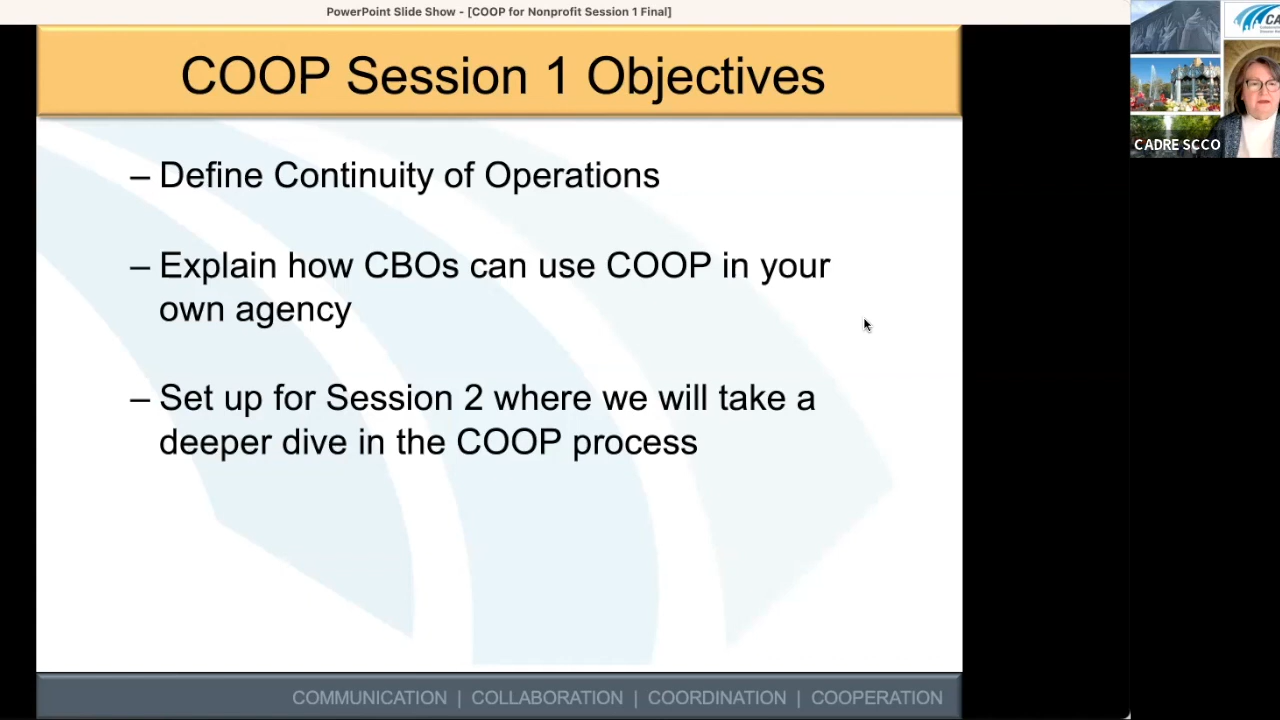 PowerPoint Slide Show - [COOP for Nonprofit Session 1 Final]
COOP Session 1 Objectives
– Define Continuity of Operations
– Explain how CBOs can use COOP in your
own agency
– Set up for Session 2 where we will take a
deeper dive in the COOP process
COMMUNICATION | COLLABORATION | COORDINATION | COOPERATION
CA
CADRE SCCO